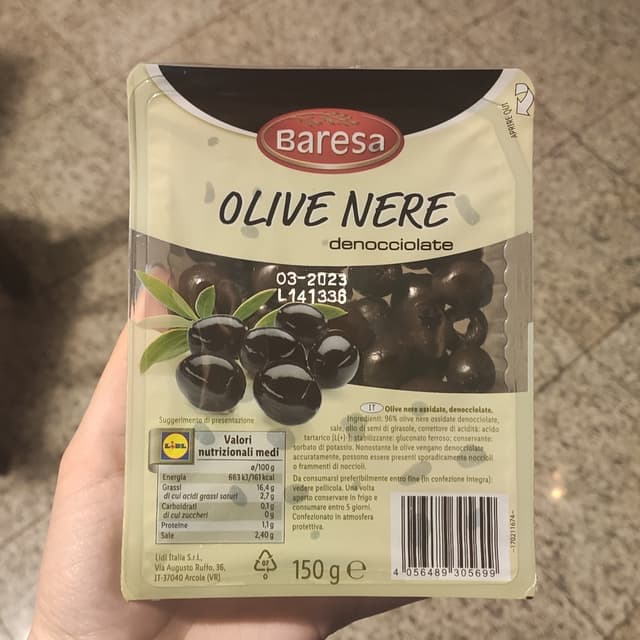 APRIRE QUI
Baresa
OLIVE NERE
denocciolate
03-2023
L141338
Suggerimento di presentazione
LIDL
Valori
nutrizionali medi
ø/100 g
Energia 663 kJ/161 kcal
Grassi 16,4 g
di cui acidi grassi saturi 2,7 g
Carboidrati 0,1 g
di cui zuccheri 0 g
Proteine 1,1 g
Sale 2,40 g
IT Olive nere ossidate, denocciolate.
Ingredienti: 96% olive nere ossidate denocciolate,
sale, olio di semi di girasole, correttore di acidità: acido
tartarico [L(+)-]; stabilizzante: gluconato ferroso; conservante:
sorbato di potassio. Nonostante le olive vengano denocciolate
accuratamente, possono essere presenti sporadicamente noccioli
o frammenti di noccioli.
Da consumarsi preferibilmente entro fine (in confezione integra):
vedere pellicola. Una volta
aperto conservare in frigo e
consumare entro 5 giorni.
Confezionato in atmosfera
protettiva.
Lidl Italia S.r.l.,
Via Augusto Ruffo, 36,
IT-37040 Arcole (VR)
07
O
150 g e
4 056489 305699